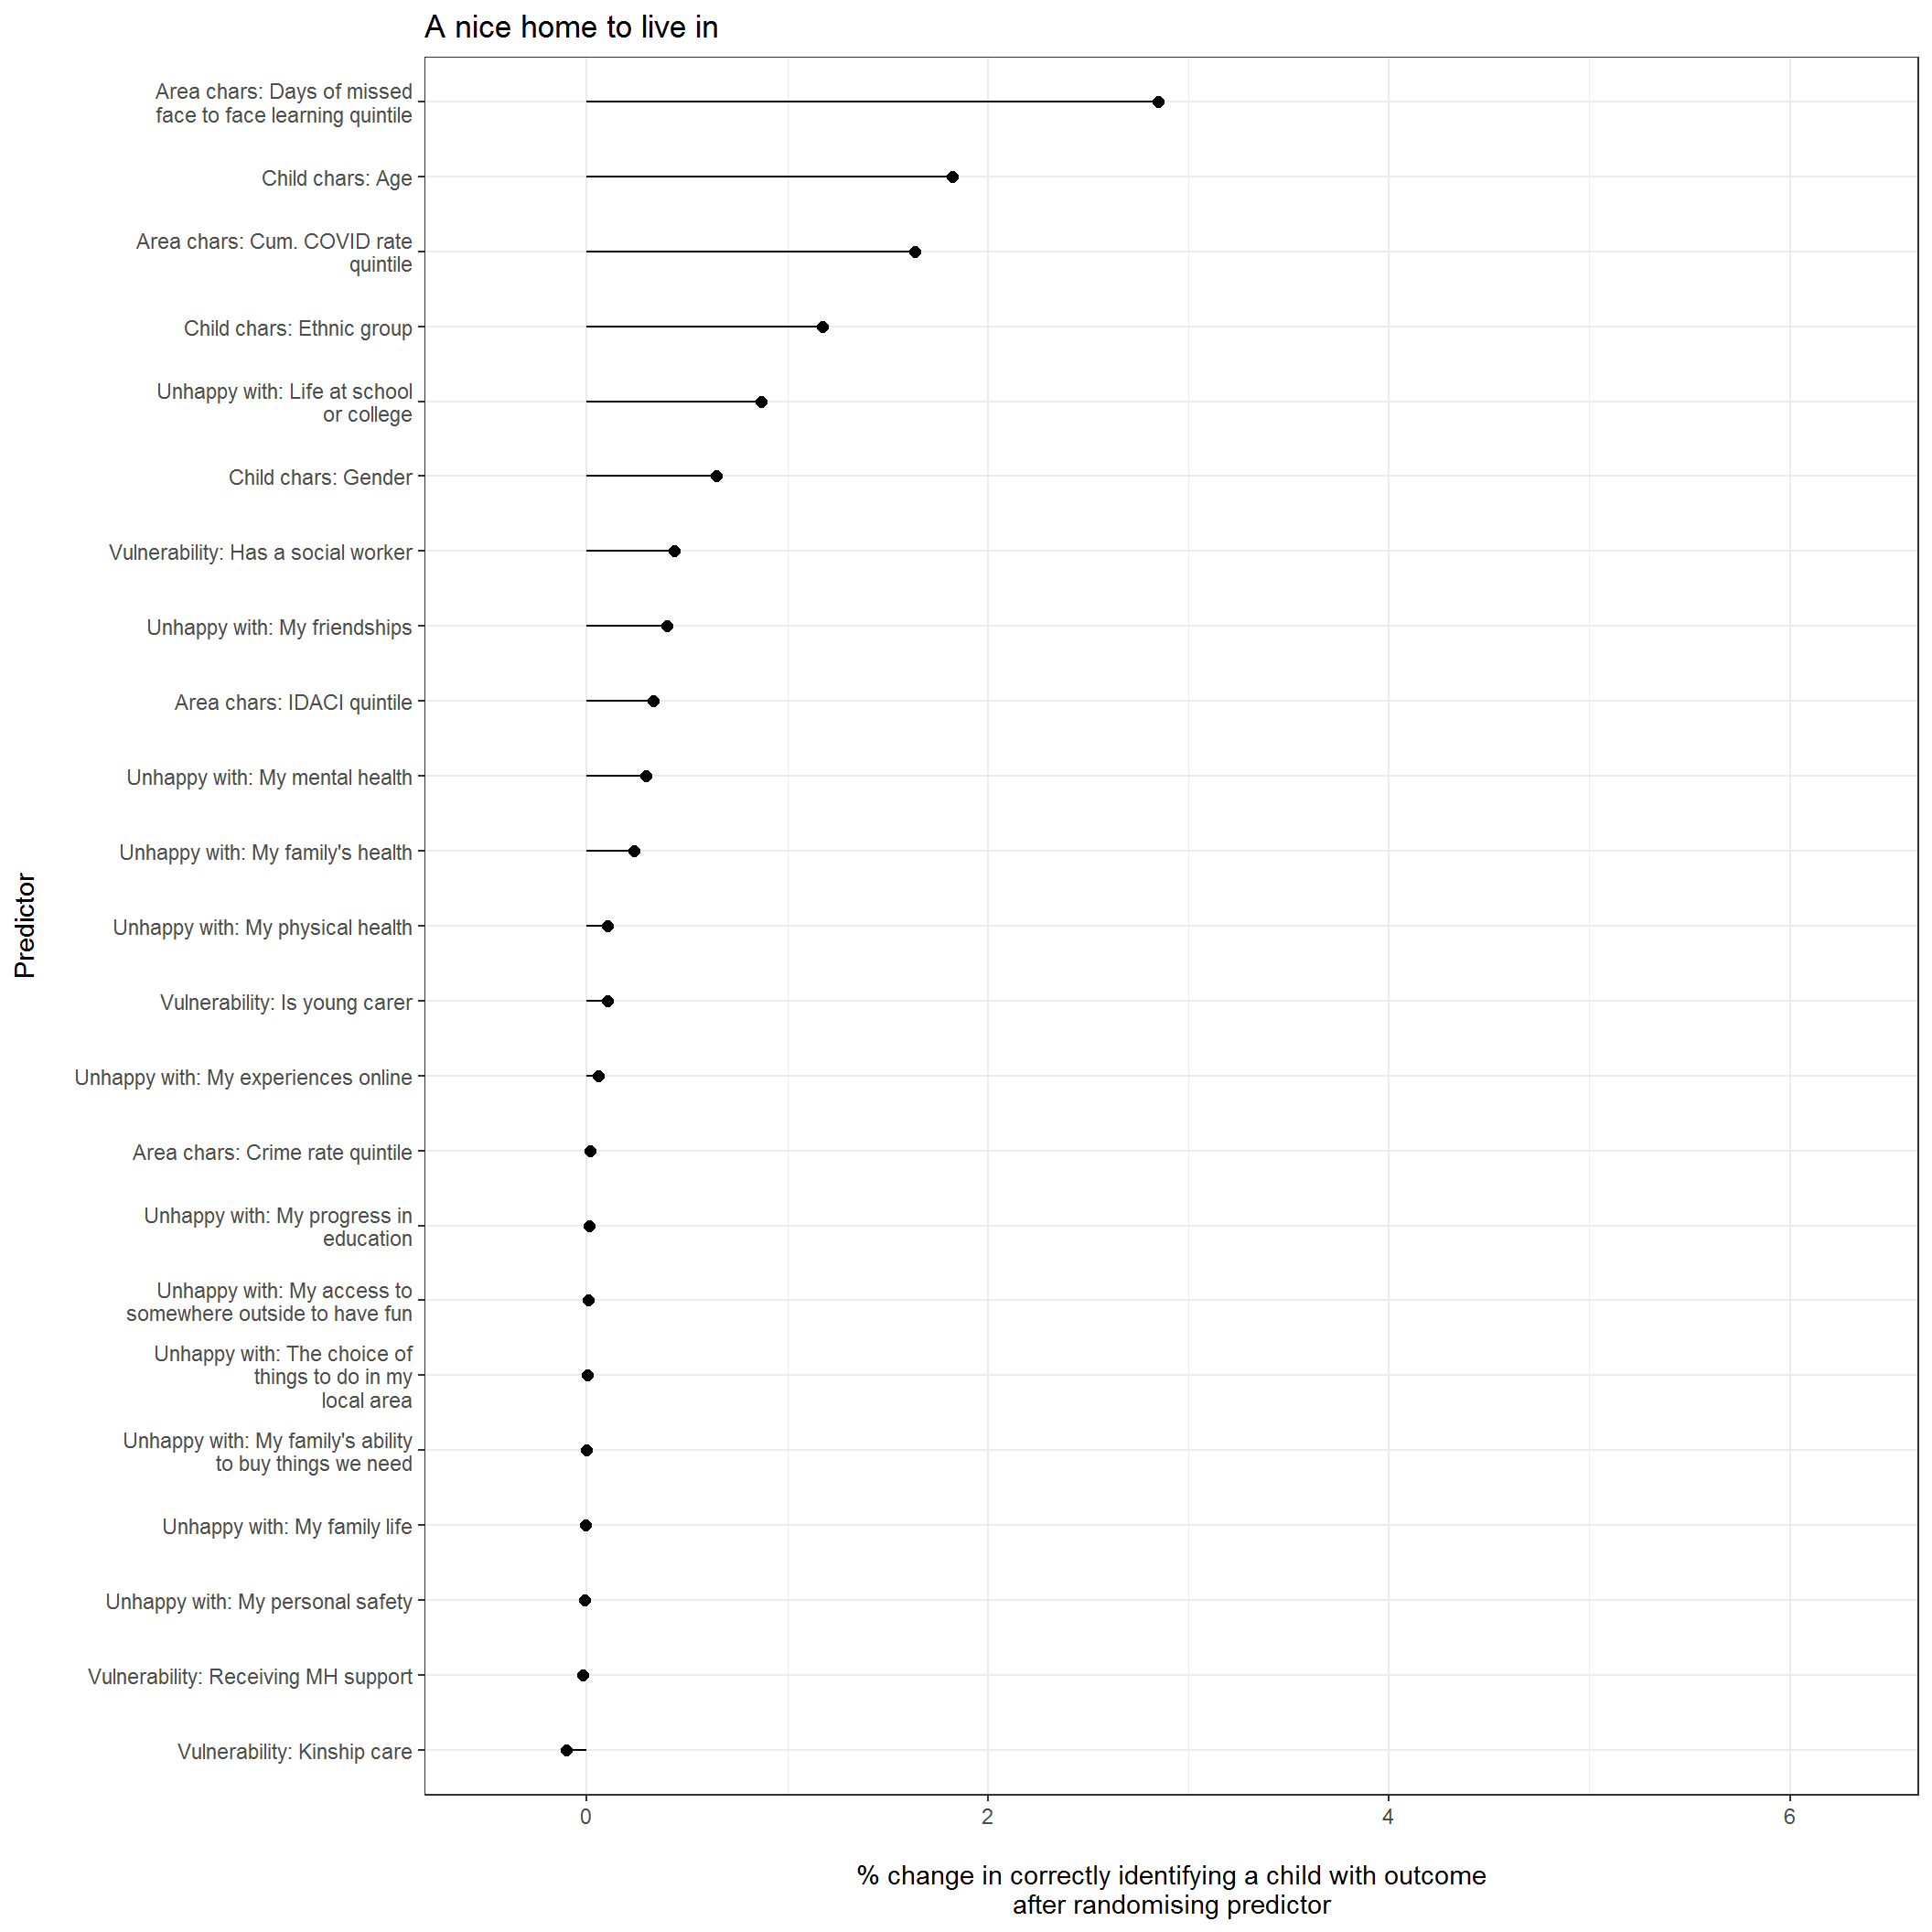 A nice home to live in
Area chars: Days of missed
face to face learning quintile
Child chars: Age
Area chars: Cum. COVID rate
quintile
Child chars: Ethnic group
Unhappy with: Life at school
or college
Child chars: Gender
Vulnerability: Has a social worker
Unhappy with: My friendships
Area chars: IDACI quintile
Unhappy with: My mental health
Unhappy with: My family's health
Unhappy with: My physical health
Vulnerability: Is young carer
Unhappy with: My experiences online
Area chars: Crime rate quintile
Unhappy with: My progress in
education
Unhappy with: My access to
somewhere outside to have fun
Unhappy with: The choice of
things to do in my
local area
Unhappy with: My family's ability
to buy things we need
Unhappy with: My family life
Unhappy with: My personal safety
Vulnerability: Receiving MH support
Vulnerability: Kinship care
Predictor
0 2 4 6
% change in correctly identifying a child with outcome
after randomising predictor